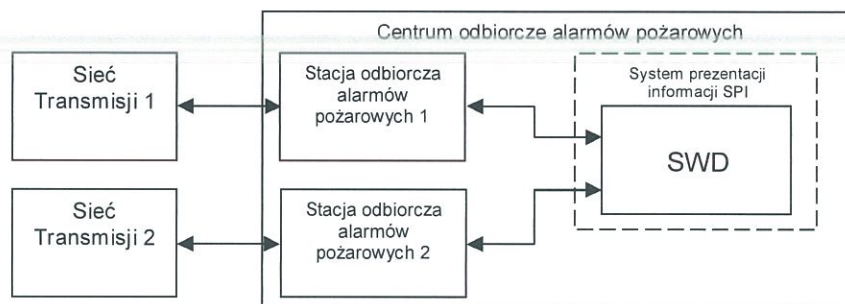 Centrum odbiorcze alarmów pożarowych
Sieć
Transmisji 1
Stacja odbiorcza
alarmów
pożarowych 1
System prezentacji
informacji SPI
SWD
Sieć
Transmisji 2
Stacja odbiorcza
alarmów
pożarowych 2